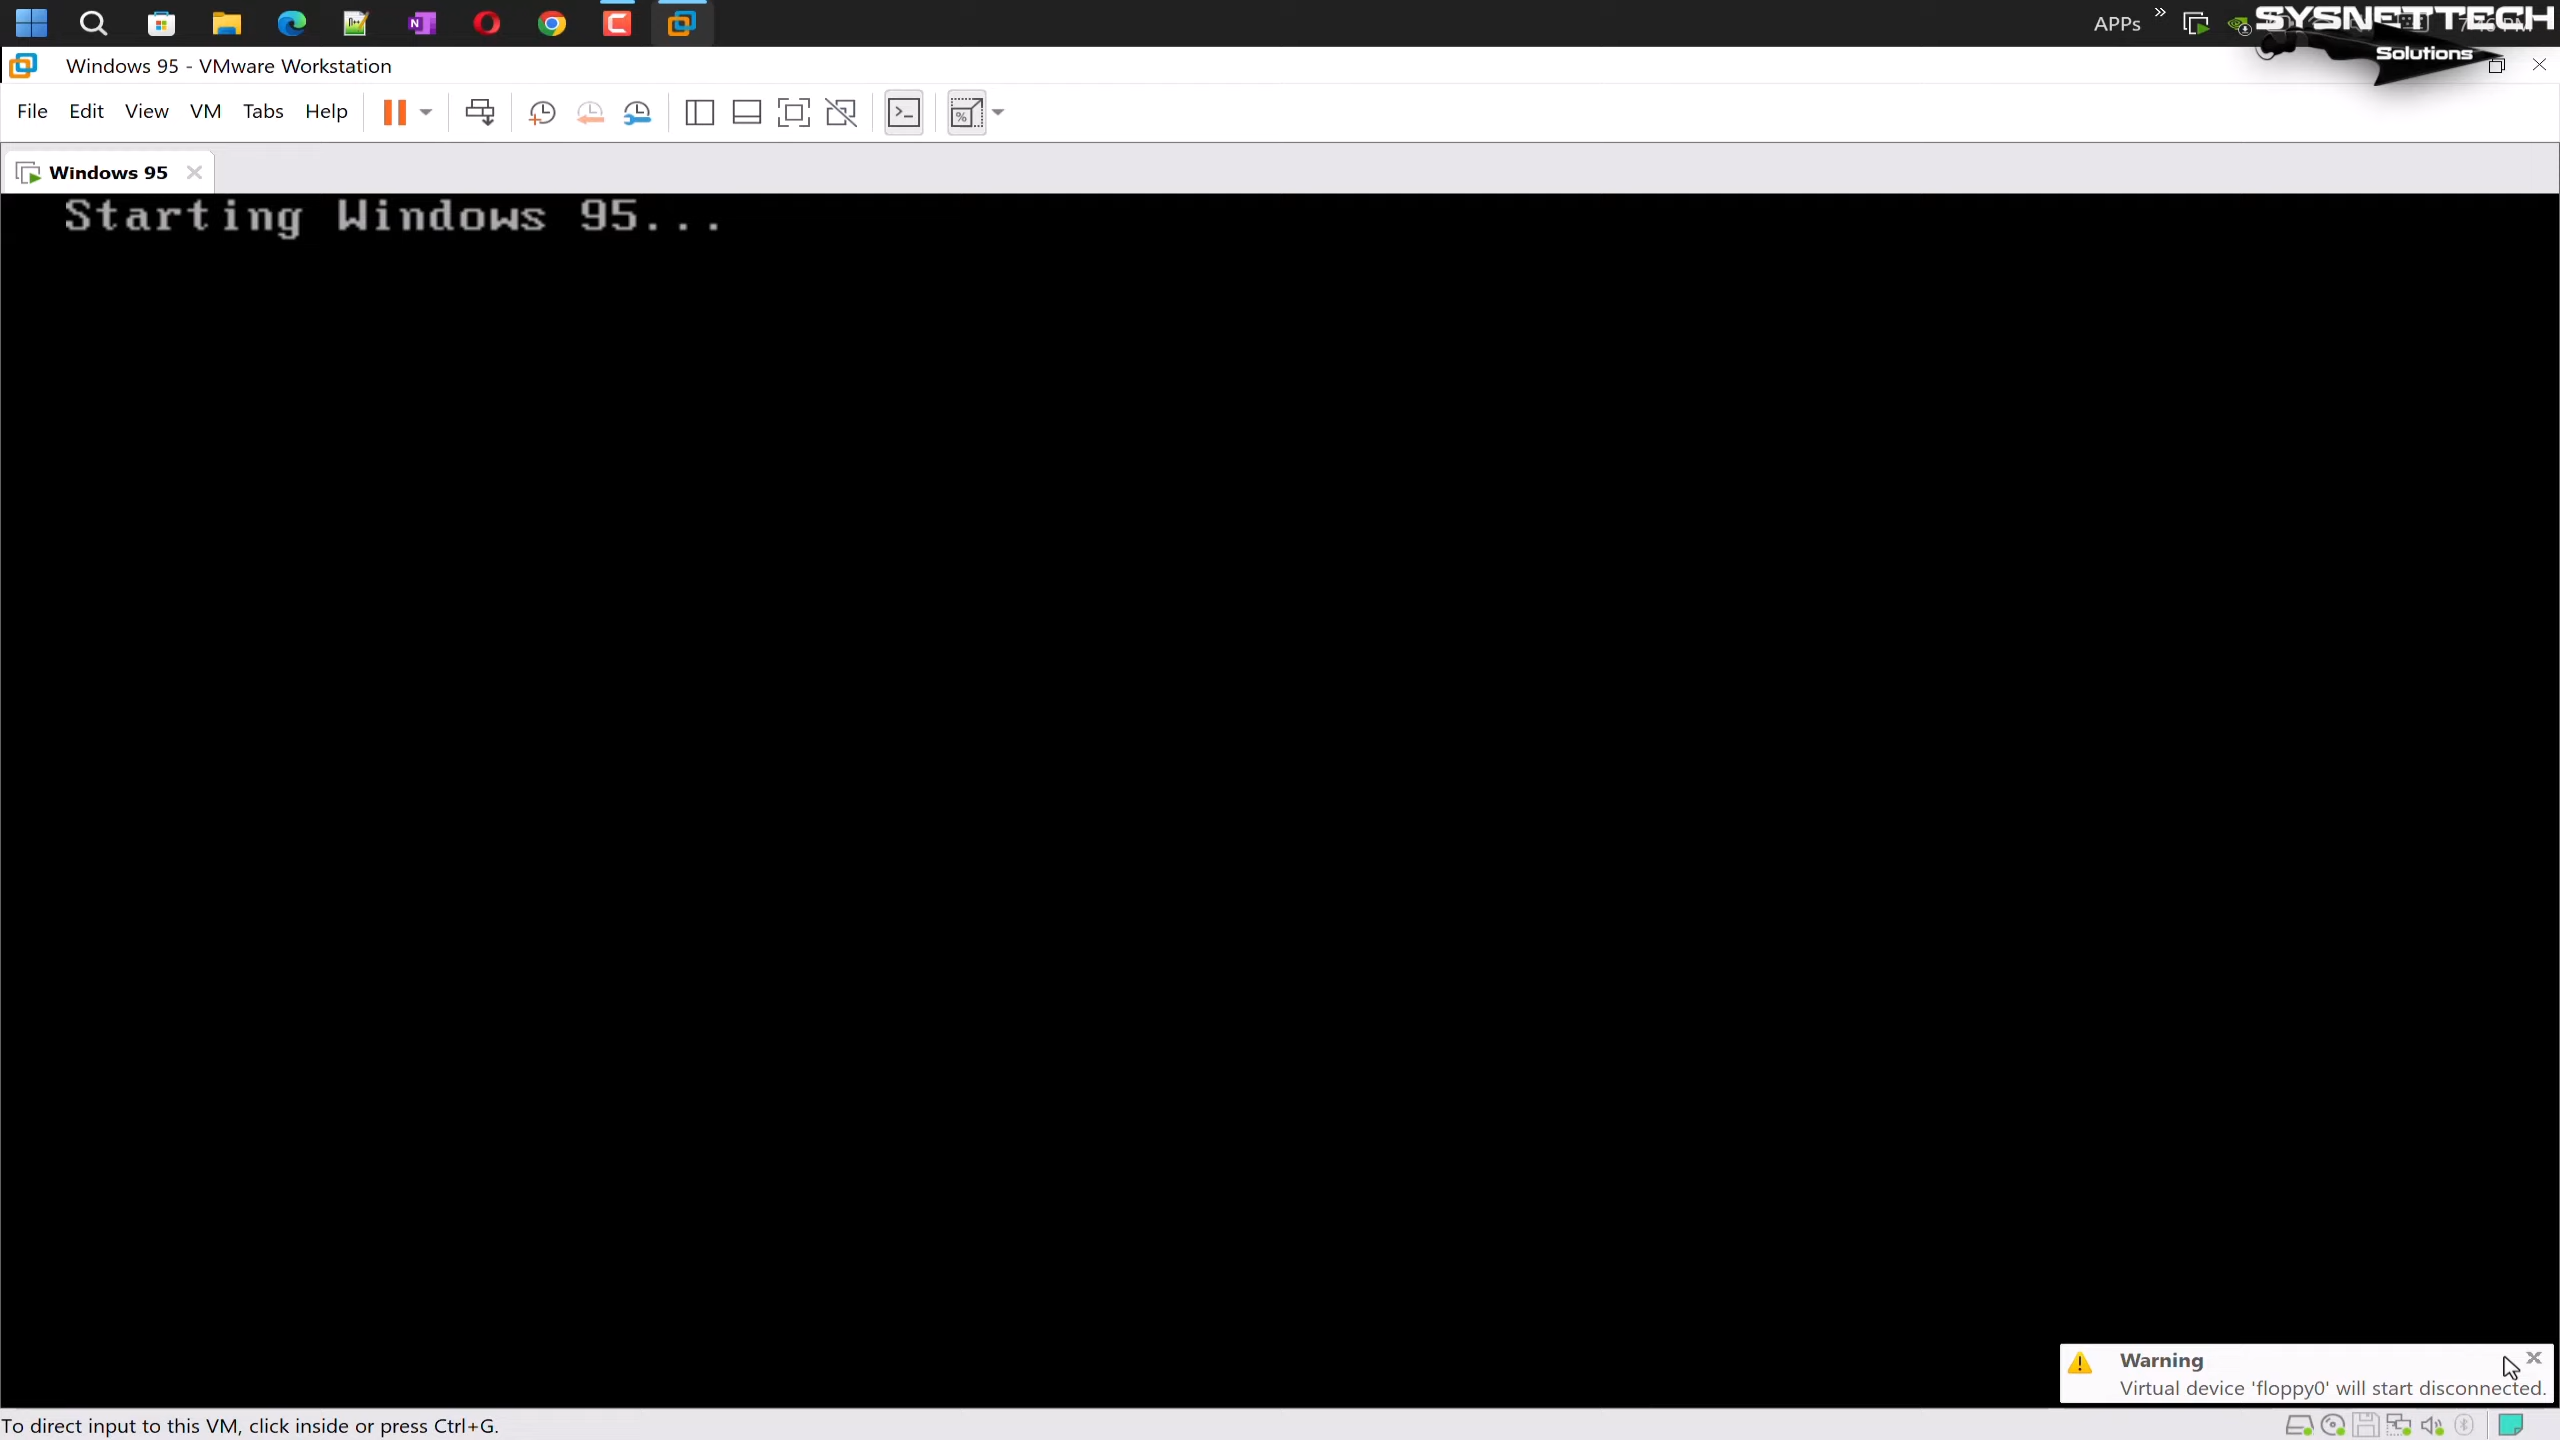 APPs
SYSNETTECH
Solutions
Windows 95 - VMware Workstation
File Edit View VM Tabs Help
Windows 95
Starting Windows 95...
Warning
Virtual device 'floppy0' will start disconnected.
To direct input to this VM, click inside or press Ctrl+G.